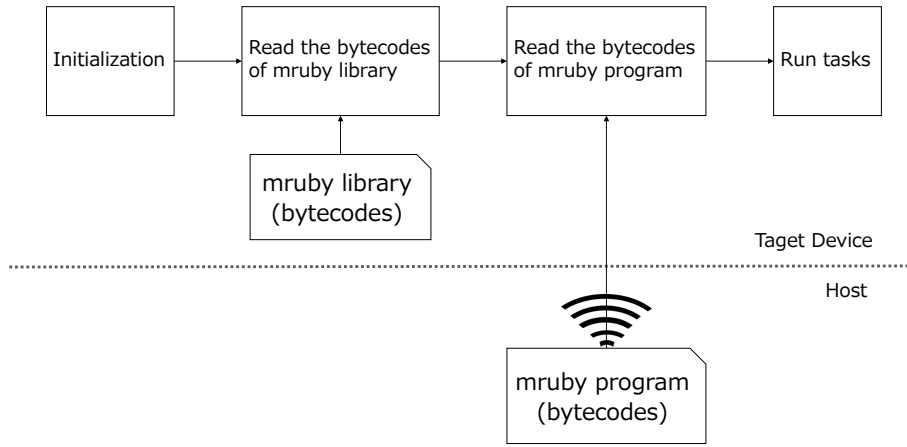 Initialization
Read the bytecodes
of mruby library
Read the bytecodes
of mruby program
Run tasks
mruby library
(bytecodes)
Taget Device
Host
mruby program
(bytecodes)